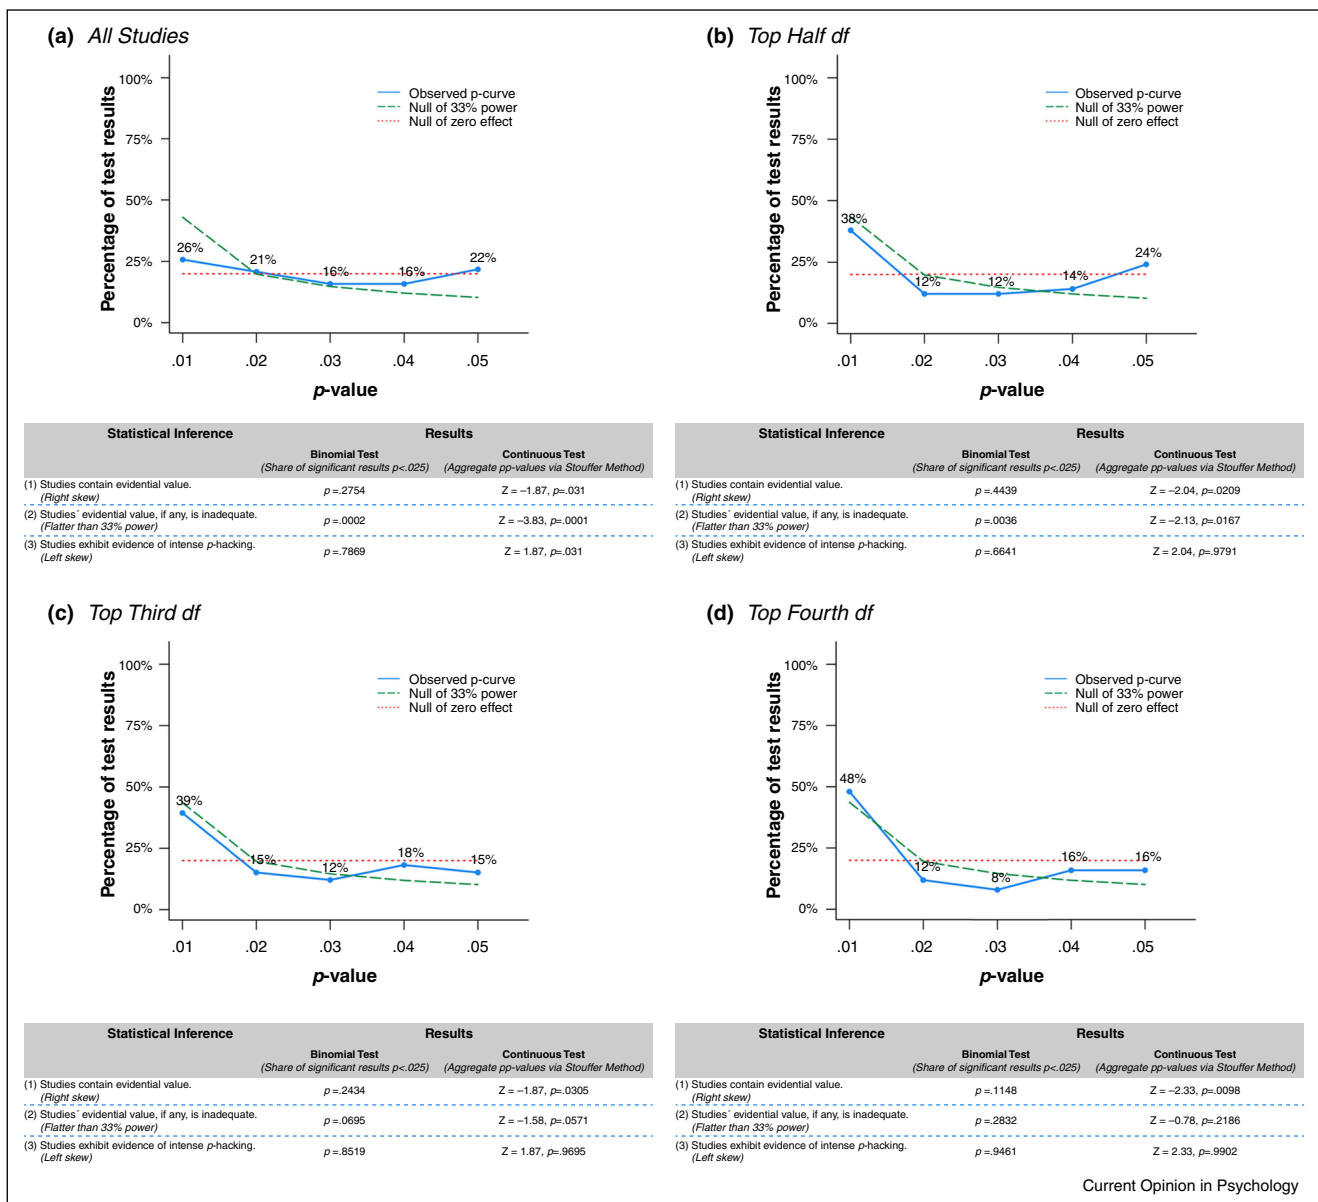 (a) All Studies
100%
75%
50%
25%
0%
Percentage of test results
Observed p-curve
Null of 33% power
Null of zero effect
26%
21%
16%
16%
22%
.01 .02 .03 .04 .05
p-value
Statistical Inference Results
Binomial Test Continuous Test
(Share of significant results p<.025) (Aggregate pp-values via Stouffer Method)
(1) Studies contain evidential value.
(Right skew)
p=.2754 Z = −1.87, p=.031
(2) Studies´ evidential value, if any, is inadequate.
(Flatter than 33% power)
p=.0002 Z = −3.83, p=.0001
(3) Studies exhibit evidence of intense p-hacking.
(Left skew)
p=.7869 Z = 1.87, p=.031
(b) Top Half df
100%
75%
50%
25%
0%
Percentage of test results
Observed p-curve
Null of 33% power
Null of zero effect
38%
12%
12%
14%
24%
.01 .02 .03 .04 .05
p-value
Statistical Inference Results
Binomial Test Continuous Test
(Share of significant results p<.025) (Aggregate pp-values via Stouffer Method)
(1) Studies contain evidential value.
(Right skew)
p=.4439 Z = −2.04, p=.0209
(2) Studies´ evidential value, if any, is inadequate.
(Flatter than 33% power)
p=.0036 Z = −2.13, p=.0167
(3) Studies exhibit evidence of intense p-hacking.
(Left skew)
p=.6641 Z = 2.04, p=.9791
(c) Top Third df
100%
75%
50%
25%
0%
Percentage of test results
Observed p-curve
Null of 33% power
Null of zero effect
39%
15%
12%
18%
15%
.01 .02 .03 .04 .05
p-value
Statistical Inference Results
Binomial Test Continuous Test
(Share of significant results p<.025) (Aggregate pp-values via Stouffer Method)
(1) Studies contain evidential value.
(Right skew)
p=.2434 Z = −1.87, p=.0305
(2) Studies´ evidential value, if any, is inadequate.
(Flatter than 33% power)
p=.0695 Z = −1.58, p=.0571
(3) Studies exhibit evidence of intense p-hacking.
(Left skew)
p=.8519 Z = 1.87, p=.9695
(d) Top Fourth df
100%
75%
50%
25%
0%
Percentage of test results
Observed p-curve
Null of 33% power
Null of zero effect
48%
12%
8%
16%
16%
.01 .02 .03 .04 .05
p-value
Statistical Inference Results
Binomial Test Continuous Test
(Share of significant results p<.025) (Aggregate pp-values via Stouffer Method)
(1) Studies contain evidential value.
(Right skew)
p=.1148 Z = −2.33, p=.0098
(2) Studies´ evidential value, if any, is inadequate.
(Flatter than 33% power)
p=.2832 Z = −0.78, p=.2186
(3) Studies exhibit evidence of intense p-hacking.
(Left skew)
p=.9461 Z = 2.33, p=.9902
Current Opinion in Psychology